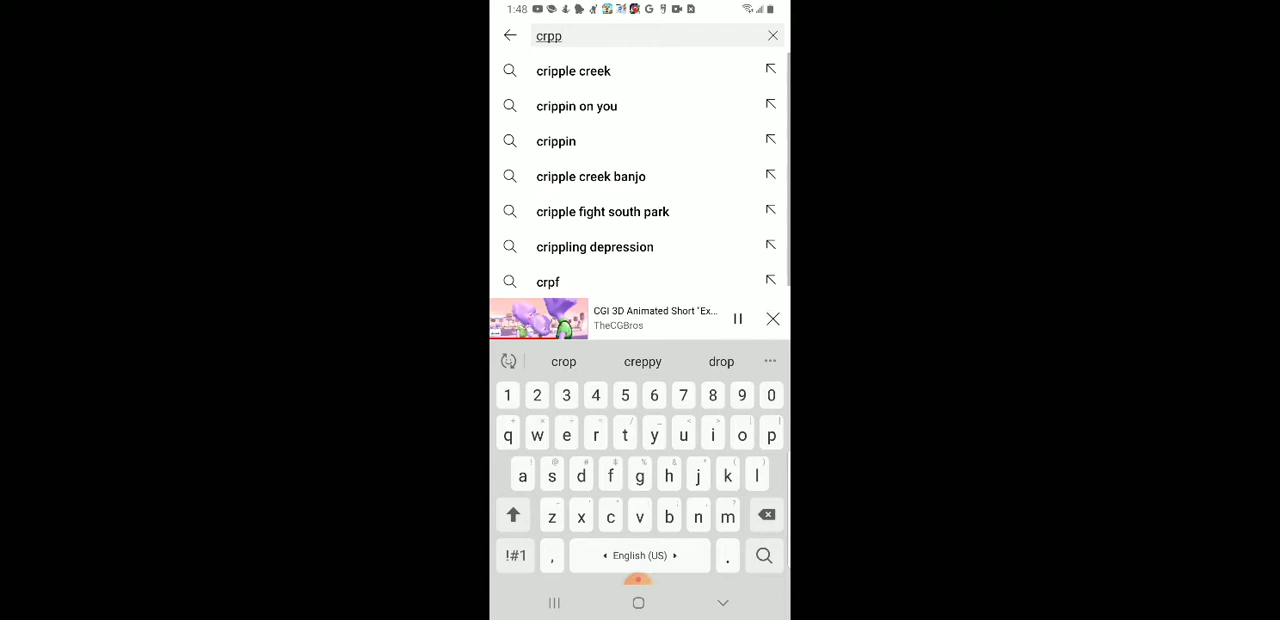 1:48
crpp
cripple creek
crippin on you
crippin
cripple creek banjo
cripple fight south park
crippling depression
crpf
CGI 3D Animated Short "Ex...
TheCGBros
crop creppy drop ...
1 2 3 4 5 6 7 8 9 0
q w e r t y u i o p
a s d f g h j k l
z x c v b n m
!#1 , English (US) .